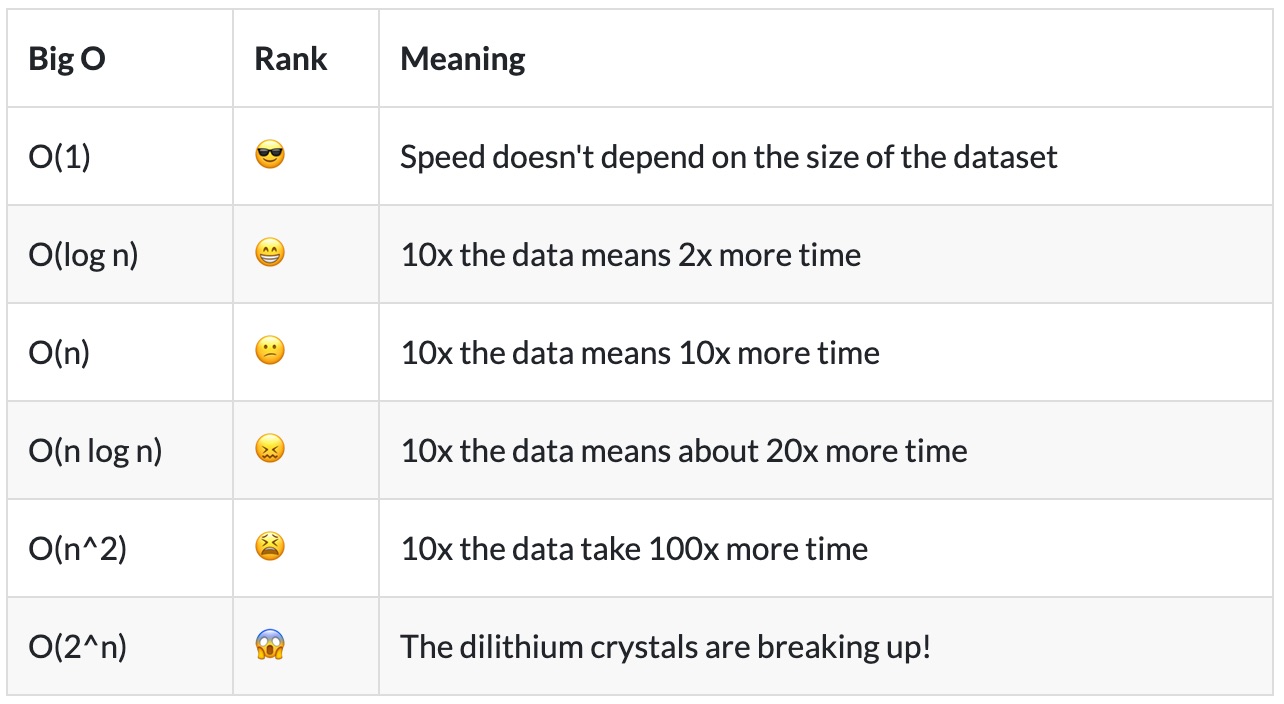 Big O Rank Meaning
O(1) 😎 Speed doesn't depend on the size of the dataset
O(log n) 😁 10x the data means 2x more time
O(n) 😕 10x the data means 10x more time
O(n log n) 😖 10x the data means about 20x more time
O(n^2) 😫 10x the data take 100x more time
O(2^n) 😱 The dilithium crystals are breaking up!